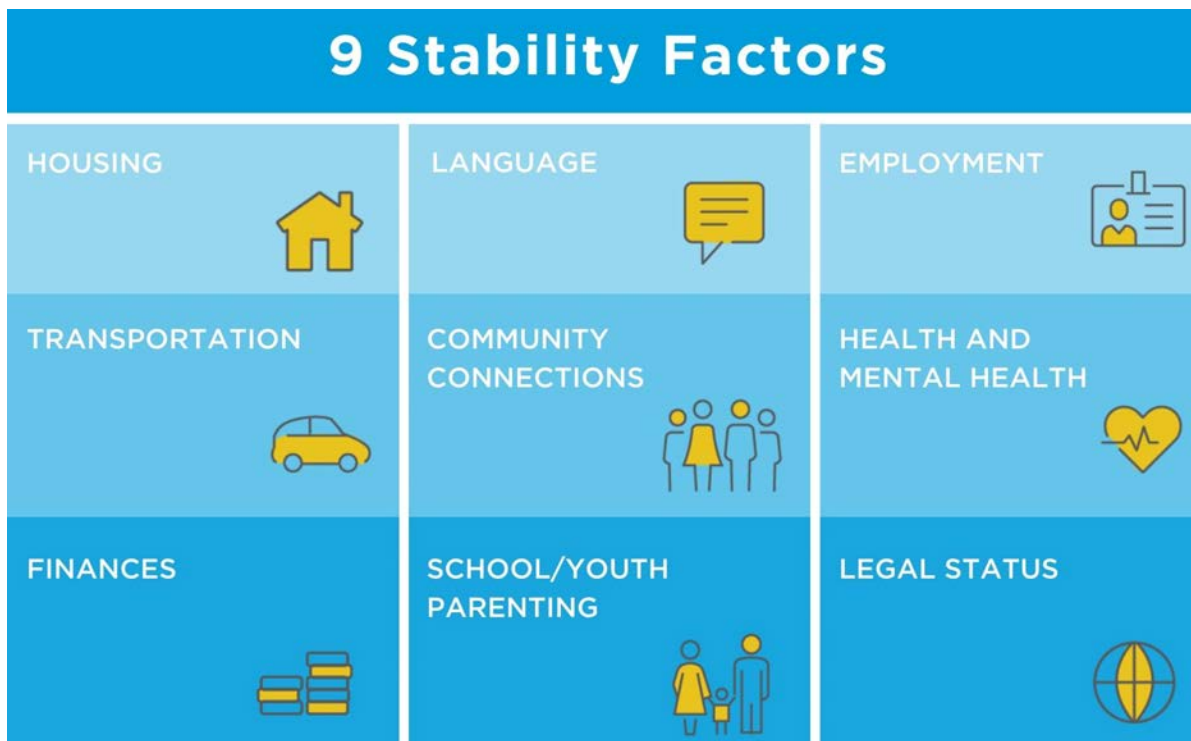 9 Stability Factors
HOUSING
LANGUAGE
EMPLOYMENT
TRANSPORTATION
COMMUNITY
CONNECTIONS
HEALTH AND
MENTAL HEALTH
FINANCES
SCHOOL/YOUTH
PARENTING
LEGAL STATUS